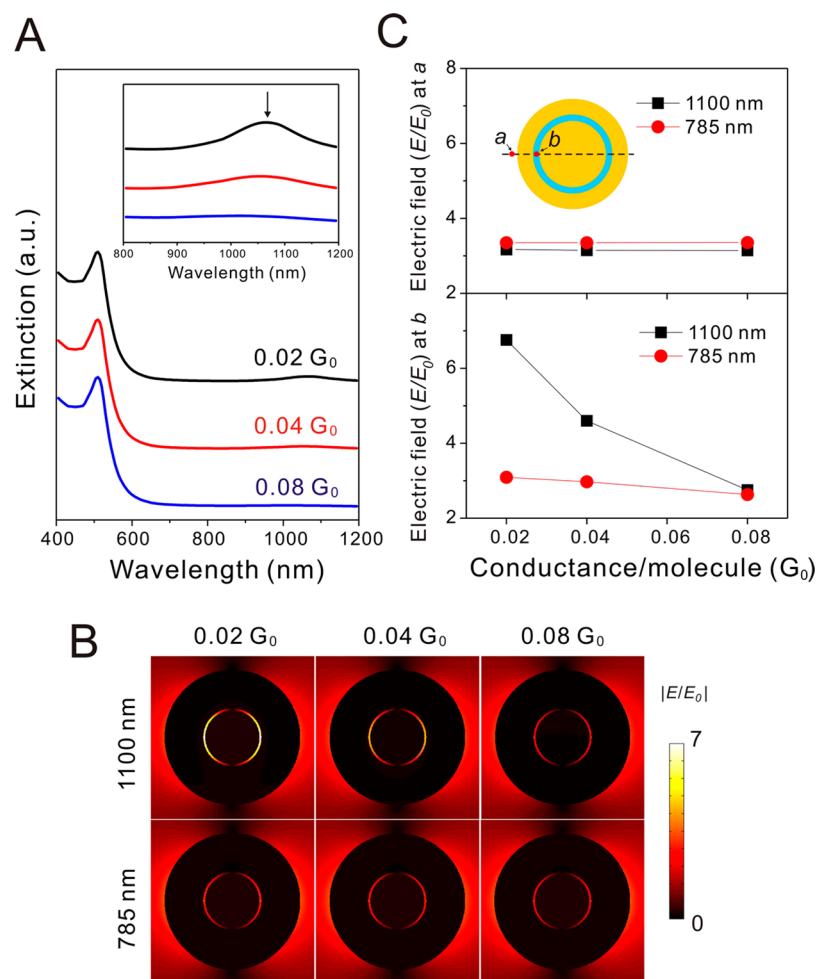 A
Extinction (a.u.)
800 900 1000 1100 1200
Wavelength (nm)
0.02 G₀
0.04 G₀
0.08 G₀
400 600 800 1000 1200
Wavelength (nm)
C
Electric field (E/E₀) at a
8
6
4
2
a
b
1100 nm
785 nm
Electric field (E/E₀) at b
6
4
2
1100 nm
785 nm
0.02 0.04 0.06 0.08
Conductance/molecule (G₀)
B
0.02 G₀ 0.04 G₀ 0.08 G₀
1100 nm
785 nm
|E/E₀|
7
0